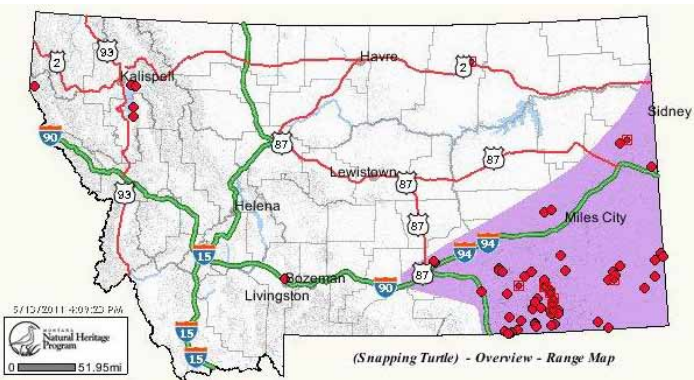 93
2
Kalispell
Havre
2
Sidney
90
87
Lewistown
87
87
93
Helena
87
Miles City
15
94
94
87
Bozeman
90
Livingston
5/13/2011 4:09:23 PM
15
MONTANA
Natural Heritage
Program
15
0 51.95mi
(Snapping Turtle) - Overview - Range Map